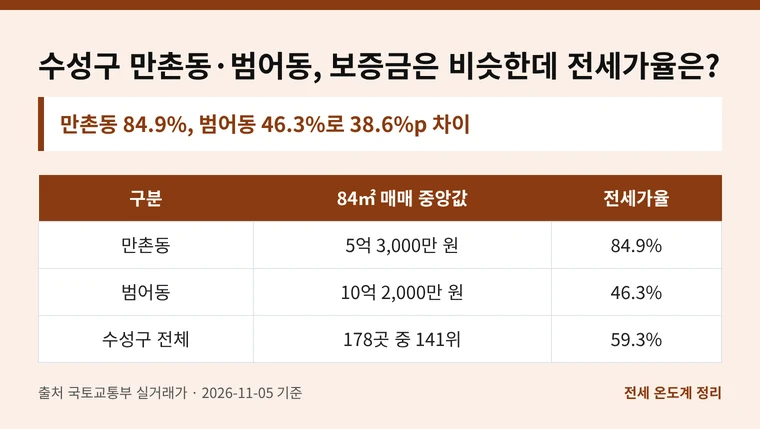 수성구 만촌동·범어동, 보증금은 비슷한데 전세가율은?
만촌동 84.9%, 범어동 46.3%로 38.6%p 차이
구분 84㎡ 매매 중앙값 전세가율
만촌동 5억 3,000만 원 84.9%
범어동 10억 2,000만 원 46.3%
수성구 전체 178곳 중 141위 59.3%
출처 국토교통부 실거래가 · 2026-11-05 기준 전세 온도계 정리